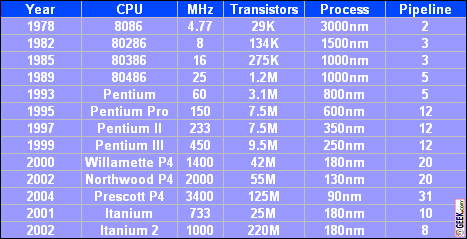 Year CPU MHz Transistors Process Pipeline
1978 8086 4.77 29K 3000nm 2
1982 80286 8 134K 1500nm 3
1985 80386 16 275K 1000nm 3
1989 80486 25 1.2M 1000nm 5
1993 Pentium 60 3.1M 800nm 5
1995 Pentium Pro 150 7.5M 600nm 12
1997 Pentium II 233 7.5M 350nm 12
1999 Pentium III 450 9.5M 250nm 12
2000 Willamette P4 1400 42M 180nm 20
2002 Northwood P4 2000 55M 130nm 20
2004 Prescott P4 3400 125M 90nm 31
2001 Itanium 733 25M 180nm 10
2002 Itanium 2 1000 220M 180nm 8